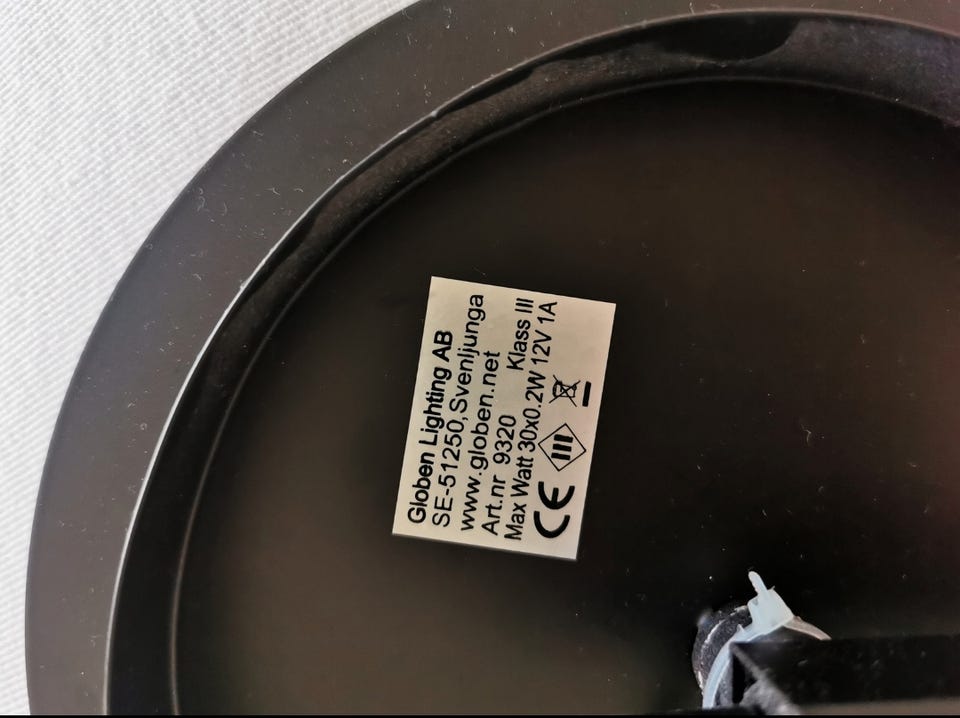 Globen Lighting AB
SE-51250, Svenljunga
www.globen.net
Art.nr 9320 Klass III
Max Watt 30x0.2W 12V 1A
CE III